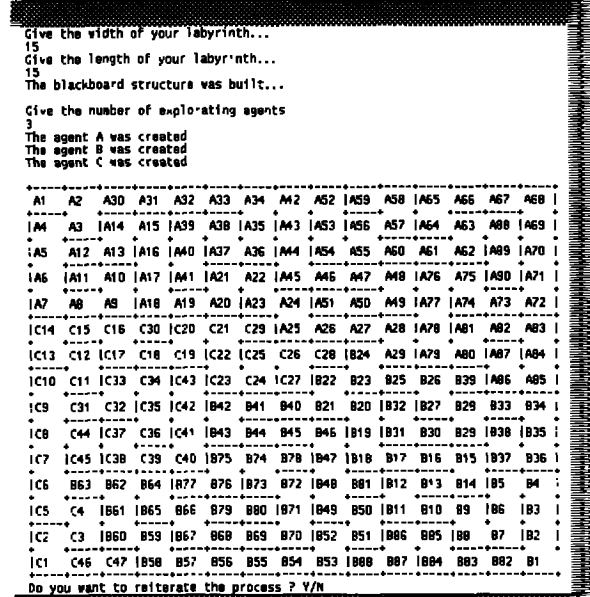 Give the width of your labyrinth...
15
Give the length of your labyrinth...
15
The blackboard structure was built...
Give the number of explorating agents
3
The agent A was created
The agent B was created
The agent C was created
A1 A2 A30 A31 A32 A33 A34 A42 A52 |A59 A58 |A65 A66 A67 A68 |
|A4 A3 |A14 A15 |A39 A38 |A35 |A43 |A53 |A56 A57 |A64 A63 A88 |A69 |
|A5 A12 A13 |A16 |A40 |A37 A36 |A44 |A54 A55 A60 A61 A62 |A89 |A70 |
|A6 |A11 A10 |A17 |A41 |A21 A22 |A45 A46 A47 A48 |A76 A75 |A90 |A71 |
|A7 A8 A9 |A18 A19 A20 |A23 A24 |A51 A50 A49 |A77 |A74 A73 A72 |
|C14 C15 C16 C30 |C20 C21 C29 |A25 A26 A27 A28 |A78 |A81 A82 A83 |
|C13 C12 |C17 C18 C19 |C22 |C25 C26 C28 |B24 A29 |A79 A80 |A87 |A84 |
|C10 C11 |C33 C34 |C43 |C23 C24 |C27 |B22 B23 B25 B26 B39 |A86 A85 |
|C9 C31 C32 |C35 |C42 |B42 B41 B40 B21 B20 |B32 |B27 B29 B33 B34 |
|C8 C44 |C37 C36 |C41 |B43 B44 B45 B46 |B19 |B31 B30 B29 |B38 |B35 |
|C7 |C45 |C38 C39 C40 |B75 B74 B78 |B47 |B18 B17 B16 B15 |B37 B36 |
|C6 B63 B62 B64 |B77 B76 |B73 B72 |B48 B81 |B12 B13 B14 |B5 B4 |
|C5 C4 |B61 |B65 B66 B79 B80 |B71 |B49 B50 |B11 B10 B9 |B6 |B3 |
|C2 C3 |B60 B59 |B67 B68 B69 B70 |B52 B51 |B86 B85 |B8 B7 |B2 |
|C1 C46 C47 |B58 B57 B56 B55 B54 B53 |B88 B87 |B84 B83 B82 B1
Do you want to reiterate the process ? Y/N